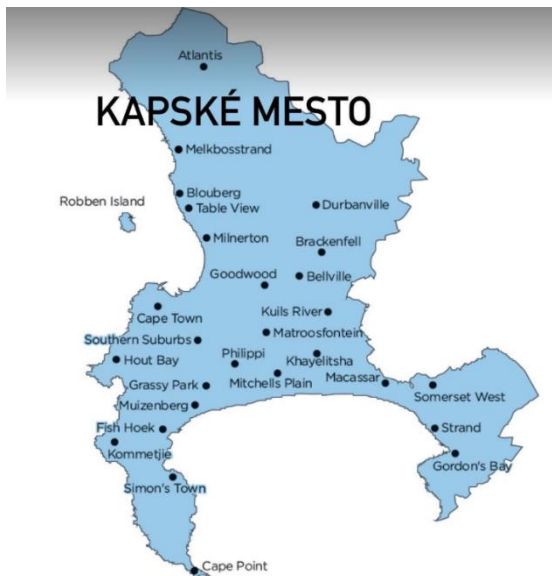 Atlantis
KAPSKÉ MESTO
Melkbosstrand
Blouberg
Robben Island
Table View
Durbanville
Milnerton
Brackenfell
Goodwood
Bellville
Cape Town
Kuils River
Southern Suburbs
Matroosfontein
Hout Bay
Philippi
Khayelitsha
Grassy Park
Mitchells Plain
Macassar
Somerset West
Muizenberg
Fish Hoek
Strand
Kommetjie
Gordon's Bay
Simon's Town
Cape Point